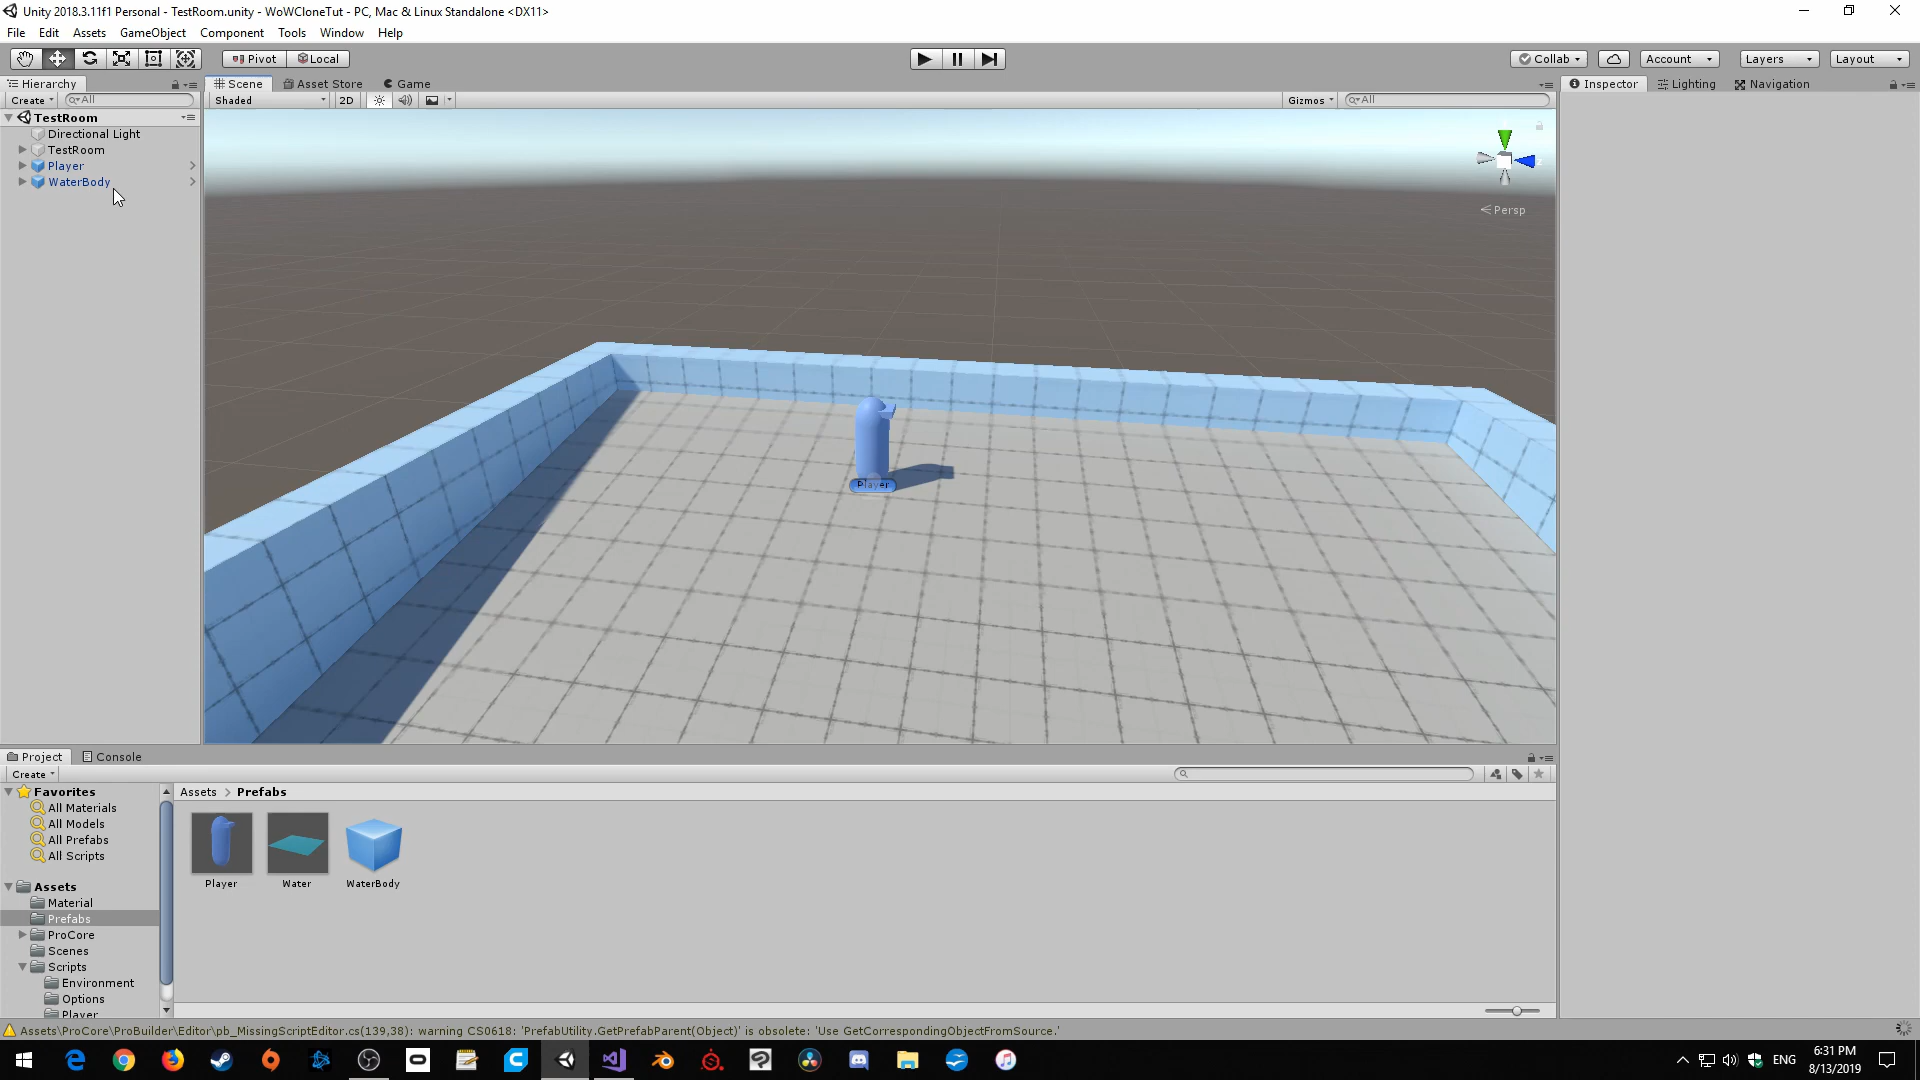 Unity 2018.3.11f1 Personal - TestRoom.unity - WoWCloneTut - PC, Mac & Linux Standalone <DX11>
File Edit Assets GameObject Component Tools Window Help
Pivot Local Collab Account Layers Layout
Hierarchy Scene Asset Store Game Inspector Lighting Navigation
Create All Shaded 2D Gizmos All
TestRoom
Directional Light
TestRoom
Player
WaterBody
Persp
Player
Project Console
Create
Favorites
All Materials
All Models
All Prefabs
All Scripts
Assets
Material
Prefabs
ProCore
Scenes
Scripts
Environment
Options
Player
Assets > Prefabs
Player Water WaterBody
Assets\ProCore\ProBuilder\Editor\pb_MissingScriptEditor.cs(139,38): warning CS0618: 'PrefabUtility.GetPrefabParent(Object)' is obsolete: 'Use GetCorrespondingObjectFromSource.'
ENG
6:31 PM
8/13/2019